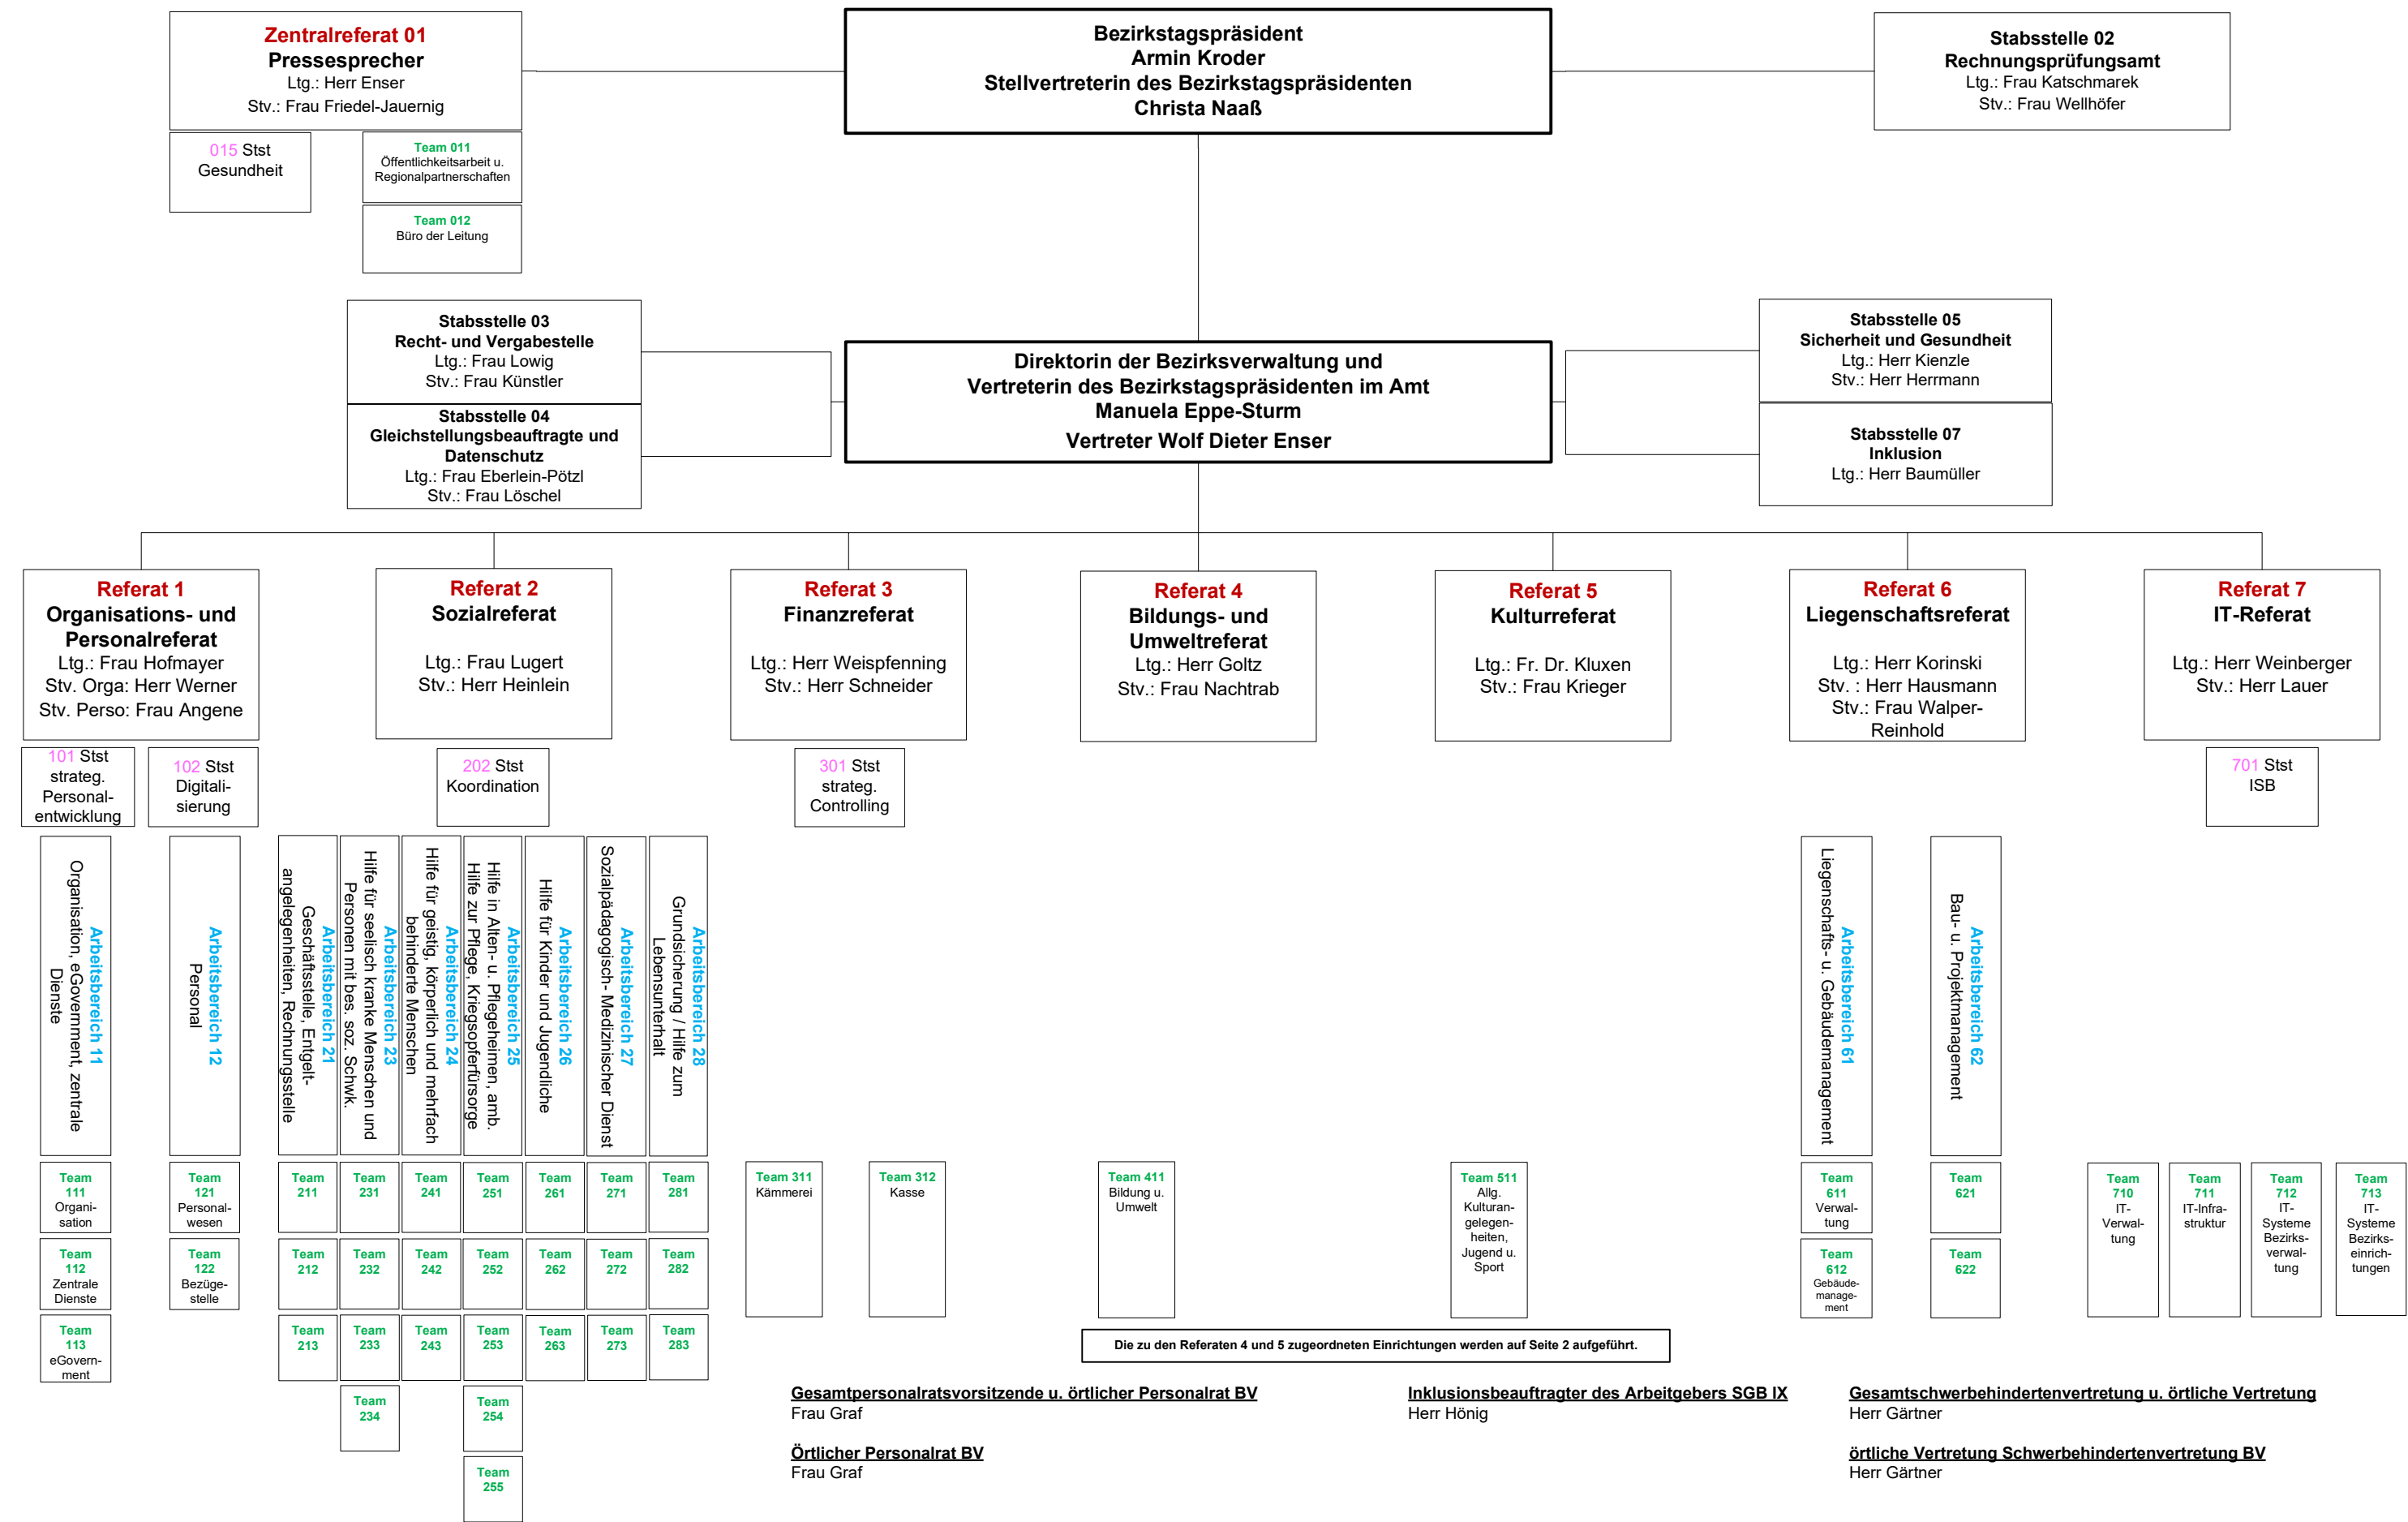 Zentralreferat 01
Pressesprecher
Ltg.: Herr Enser
Stv.: Frau Friedel-Jauernig
Bezirkstagspräsident
Armin Kroder
Stellvertreterin des Bezirkstagspräsidenten
Christa Naaß
Stabsstelle 02
Rechnungsprüfungsamt
Ltg.: Frau Katschmarek
Stv.: Frau Wellhöfer
015 Stst
Gesundheit
Team 011
Öffentlichkeitsarbeit u.
Regionalpartnerschaften
Team 012
Büro der Leitung
Stabsstelle 03
Recht- und Vergabestelle
Ltg.: Frau Lowig
Stv.: Frau Künstler
Stabsstelle 04
Gleichstellungsbeauftragte und
Datenschutz
Ltg.: Frau Eberlein-Pötzl
Stv.: Frau Löschel
Direktorin der Bezirksverwaltung und
Vertreterin des Bezirkstagspräsidenten im Amt
Manuela Eppe-Sturm
Vertreter Wolf Dieter Enser
Stabsstelle 05
Sicherheit und Gesundheit
Ltg.: Herr Kienzle
Stv.: Herr Herrmann
Stabsstelle 07
Inklusion
Ltg.: Herr Baumüller
Referat 1
Organisations- und
Personalreferat
Ltg.: Frau Hofmayer
Stv. Orga: Herr Werner
Stv. Perso: Frau Angene
Referat 2
Sozialreferat
Ltg.: Frau Lugert
Stv.: Herr Heinlein
Referat 3
Finanzreferat
Ltg.: Herr Weispfenning
Stv.: Herr Schneider
Referat 4
Bildungs- und
Umweltreferat
Ltg.: Herr Goltz
Stv.: Frau Nachtrab
Referat 5
Kulturreferat
Ltg.: Fr. Dr. Kluxen
Stv.: Frau Krieger
Referat 6
Liegenschaftsreferat
Ltg.: Herr Korinski
Stv. : Herr Hausmann
Stv.: Frau Walper-
Reinhold
Referat 7
IT-Referat
Ltg.: Herr Weinberger
Stv.: Herr Lauer
101 Stst
strateg.
Personal-
entwicklung
102 Stst
Digitali-
sierung
202 Stst
Koordination
301 Stst
strateg.
Controlling
701 Stst
ISB
Arbeitsbereich 11
Organisation, eGovernment, zentrale
Dienste
Arbeitsbereich 12
Personal
Arbeitsbereich 21
Geschäftsstelle, Entgelt-
angelegenheiten, Rechnungsstelle
Arbeitsbereich 23
Hilfe für seelisch kranke Menschen und
Personen mit bes. soz. Schwk.
Arbeitsbereich 24
Hilfe für geistig, körperlich und mehrfach
behinderte Menschen
Arbeitsbereich 25
Hilfe in Alten- u. Pflegeheimen, amb.
Hilfe zur Pflege, Kriegsopferfürsorge
Arbeitsbereich 26
Hilfe für Kinder und Jugendliche
Arbeitsbereich 27
Sozialpädagogisch- Medizinischer Dienst
Arbeitsbereich 28
Grundsicherung / Hilfe zum
Lebensunterhalt
Arbeitsbereich 61
Liegenschafts- u. Gebäudemanagement
Arbeitsbereich 62
Bau- u. Projektmanagement
Team
111
Organi-
sation
Team
112
Zentrale
Dienste
Team
113
eGovern-
ment
Team
121
Personal-
wesen
Team
122
Bezüge-
stelle
Team
211
Team
212
Team
213
Team
231
Team
232
Team
233
Team
234
Team
241
Team
242
Team
243
Team
251
Team
252
Team
253
Team
254
Team
255
Team
261
Team
262
Team
263
Team
271
Team
272
Team
273
Team
281
Team
282
Team
283
Team 311
Kämmerei
Team 312
Kasse
Team 411
Bildung u.
Umwelt
Team 511
Allg.
Kulturan-
gelegen-
heiten,
Jugend u.
Sport
Team
611
Verwal-
tung
Team
612
Gebäude-
manage-
ment
Team
621
Team
622
Team
710
IT-
Verwal-
tung
Team
711
IT-Infra-
struktur
Team
712
IT-
Systeme
Bezirks-
verwal-
tung
Team
713
IT-
Systeme
Bezirks-
einrich-
tungen
Die zu den Referaten 4 und 5 zugeordneten Einrichtungen werden auf Seite 2 aufgeführt.
Gesamtpersonalratsvorsitzende u. örtlicher Personalrat BV
Frau Graf
Örtlicher Personalrat BV
Frau Graf
Inklusionsbeauftragter des Arbeitgebers SGB IX
Herr Hönig
Gesamtschwerbehindertenvertretung u. örtliche Vertretung
Herr Gärtner
örtliche Vertretung Schwerbehindertenvertretung BV
Herr Gärtner